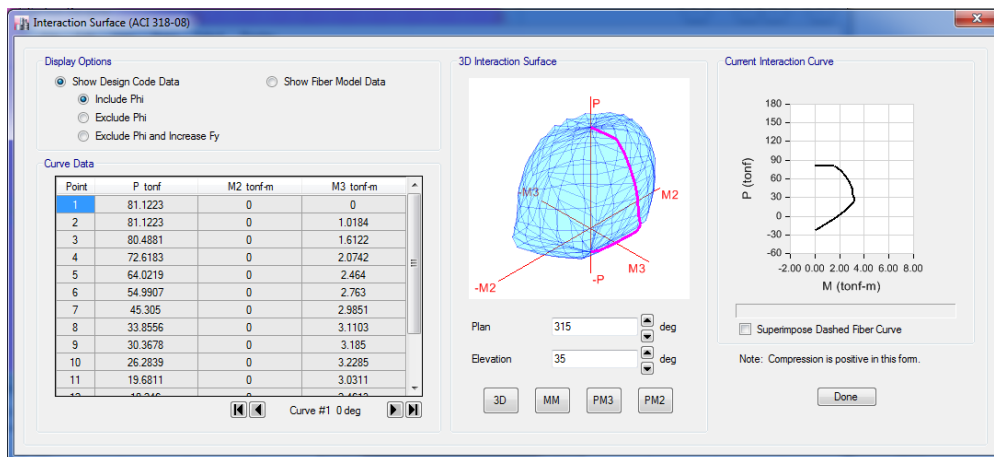 Interaction Surface (ACI 318-08)
Display Options
Show Design Code Data
Show Fiber Model Data
Include Phi
Exclude Phi
Exclude Phi and Increase Fy
Curve Data
Point P tonf M2 tonf-m M3 tonf-m
1 81.1223 0 0
2 81.1223 0 1.0184
3 80.4881 0 1.6122
4 72.6183 0 2.0742
5 64.0219 0 2.464
6 54.9907 0 2.763
7 45.305 0 2.9851
8 33.8556 0 3.1103
9 30.3678 0 3.185
10 26.2839 0 3.2285
11 19.6811 0 3.0311
Curve #1 0 deg
3D Interaction Surface
P
-M3
M2
M3
-P
-M2
Plan 315 deg
Elevation 35 deg
3D MM PM3 PM2
Current Interaction Curve
180
150
120
90
60
30
0
-30
-60
P (tonf)
-2.00 0.00 2.00 4.00 6.00 8.00
M (tonf-m)
Superimpose Dashed Fiber Curve
Note: Compression is positive in this form.
Done